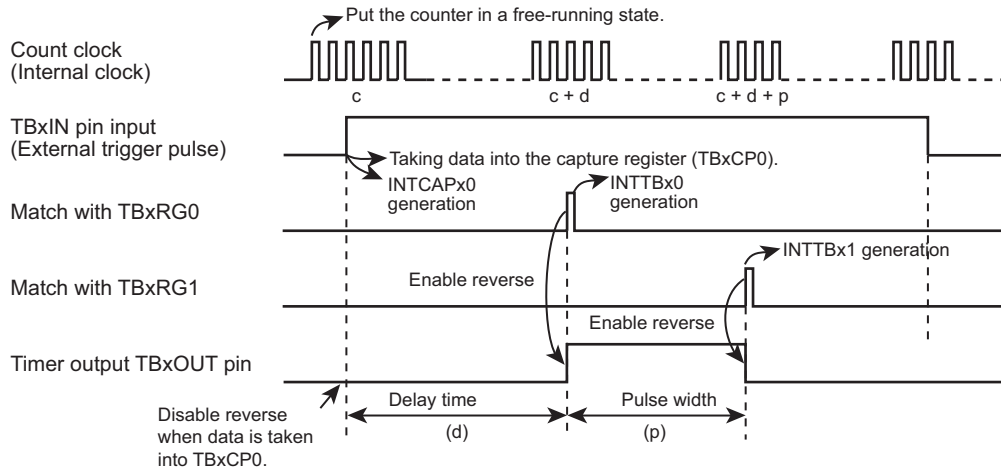 Put the counter in a free-running state.
Count clock
(Internal clock)
c
c + d
c + d + p
TBxIN pin input
(External trigger pulse)
Taking data into the capture register (TBxCP0).
INTCAPx0
generation
INTTBx0
generation
Match with TBxRG0
INTTBx1 generation
Enable reverse
Match with TBxRG1
Enable reverse
Timer output TBxOUT pin
Delay time
Pulse width
Disable reverse
when data is taken
into TBxCP0.
(d)
(p)